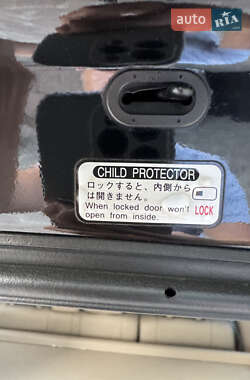 auto
RIA
CHILD PROTECTOR
ロックすると、内側から
は開きません。
When locked door won't
open from inside.
LOCK